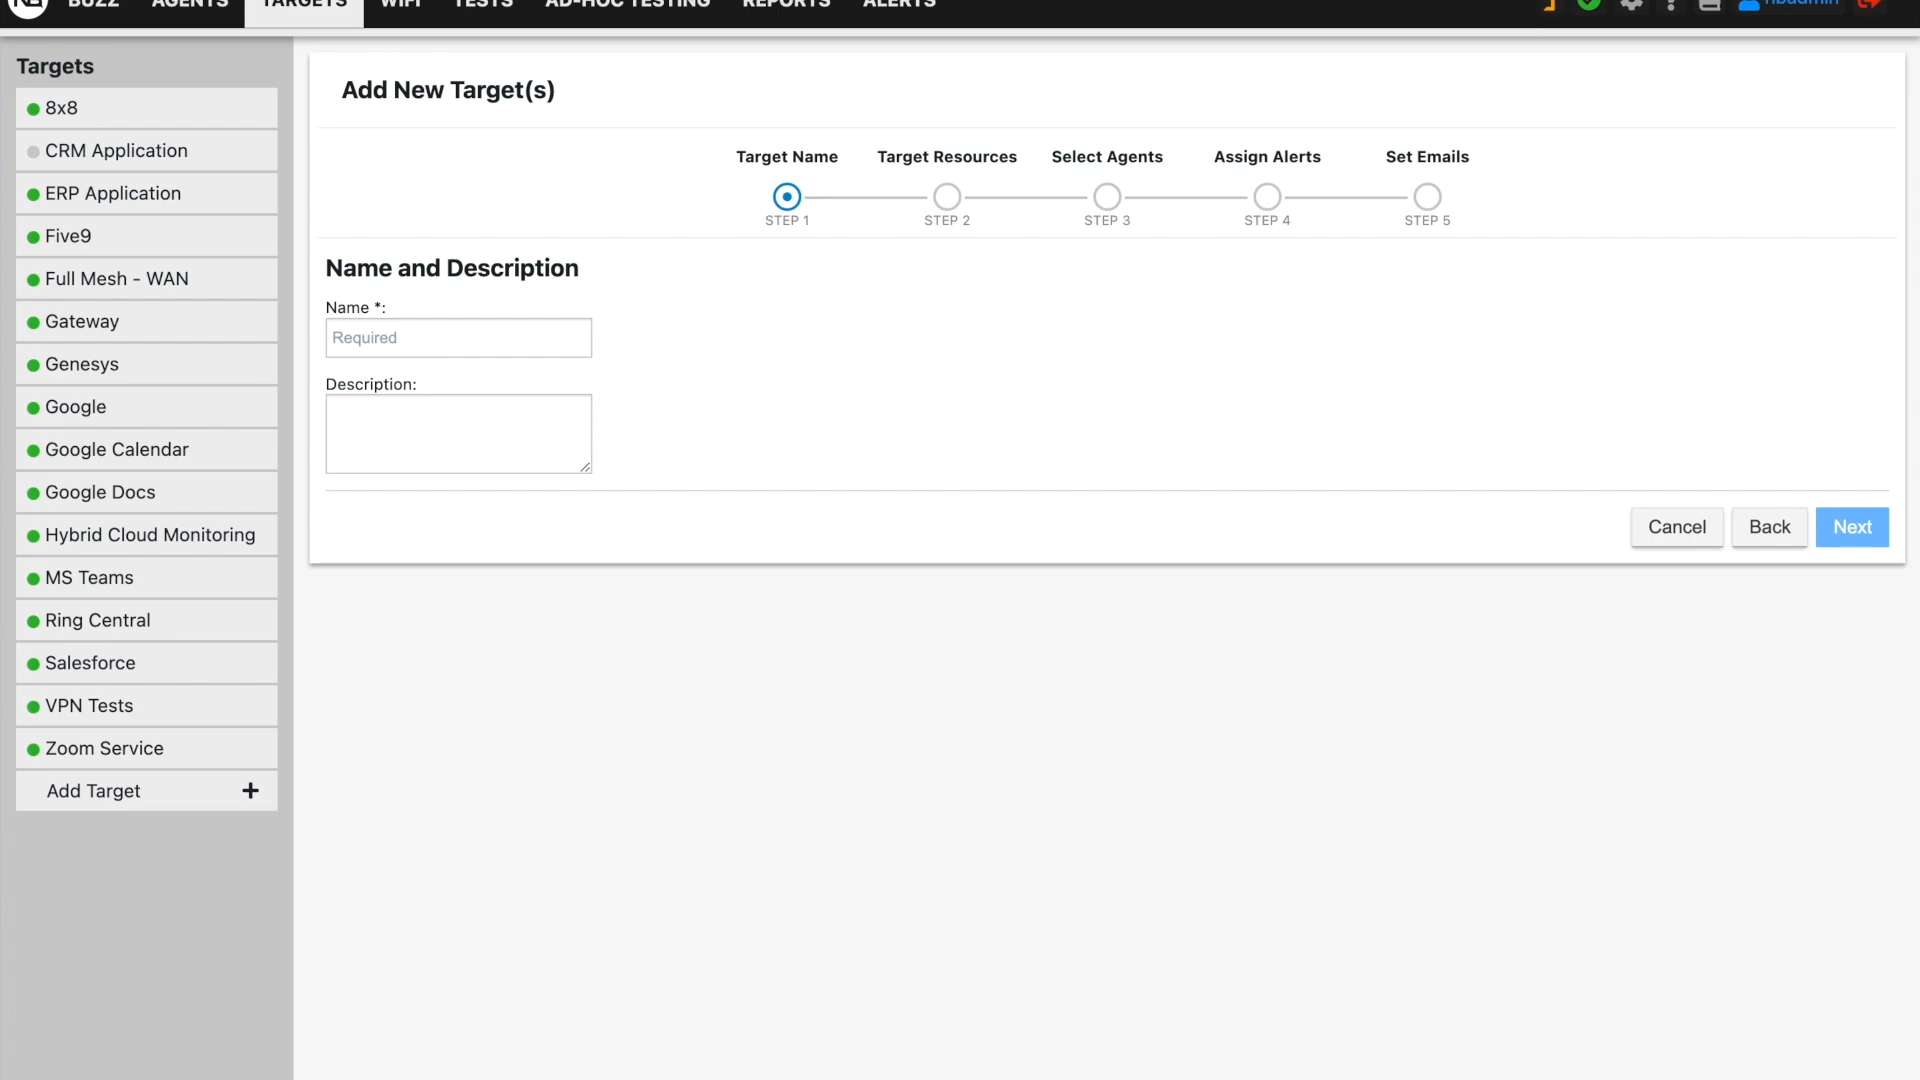 BUZZ AGENTS TARGETS WIFI TESTS AD-HOC TESTING REPORTS ALERTS nbadmin
Targets
8x8
CRM Application
ERP Application
Five9
Full Mesh - WAN
Gateway
Genesys
Google
Google Calendar
Google Docs
Hybrid Cloud Monitoring
MS Teams
Ring Central
Salesforce
VPN Tests
Zoom Service
Add Target
Add New Target(s)
Target Name Target Resources Select Agents Assign Alerts Set Emails
STEP 1 STEP 2 STEP 3 STEP 4 STEP 5
Name and Description
Name *:
Required
Description:
Cancel Back Next